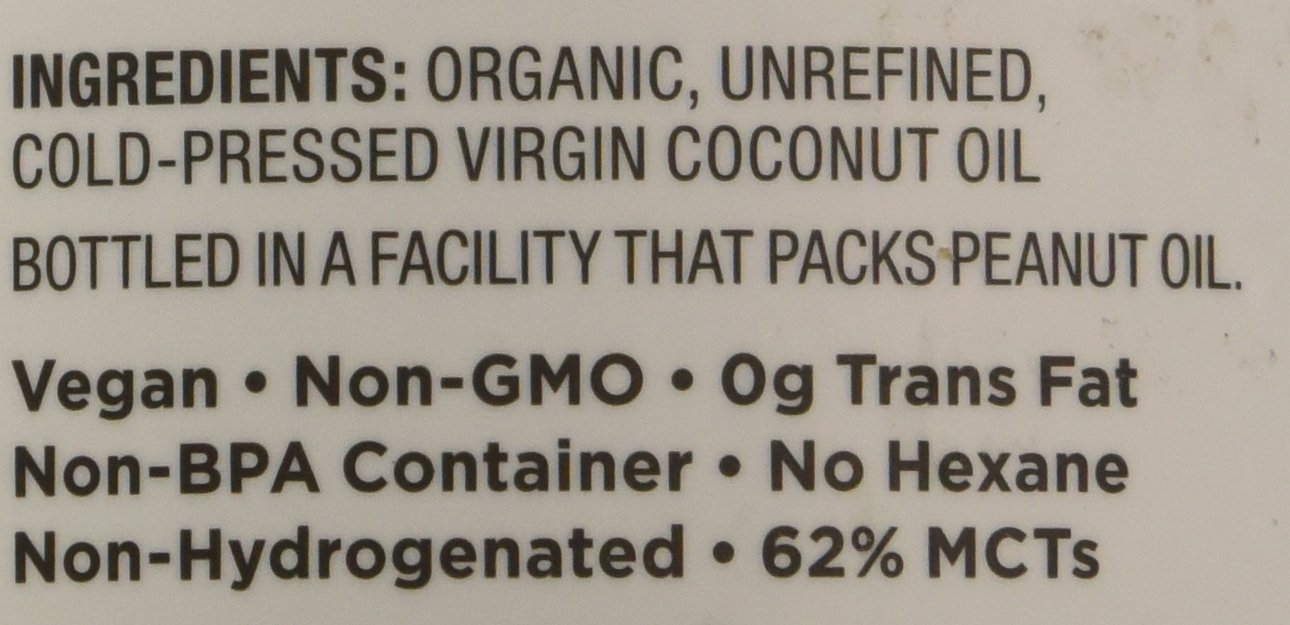 INGREDIENTS: ORGANIC, UNREFINED,
COLD-PRESSED VIRGIN COCONUT OIL
BOTTLED IN A FACILITY THAT PACKS PEANUT OIL.
Vegan • Non-GMO • 0g Trans Fat
Non-BPA Container • No Hexane
Non-Hydrogenated • 62% MCTs